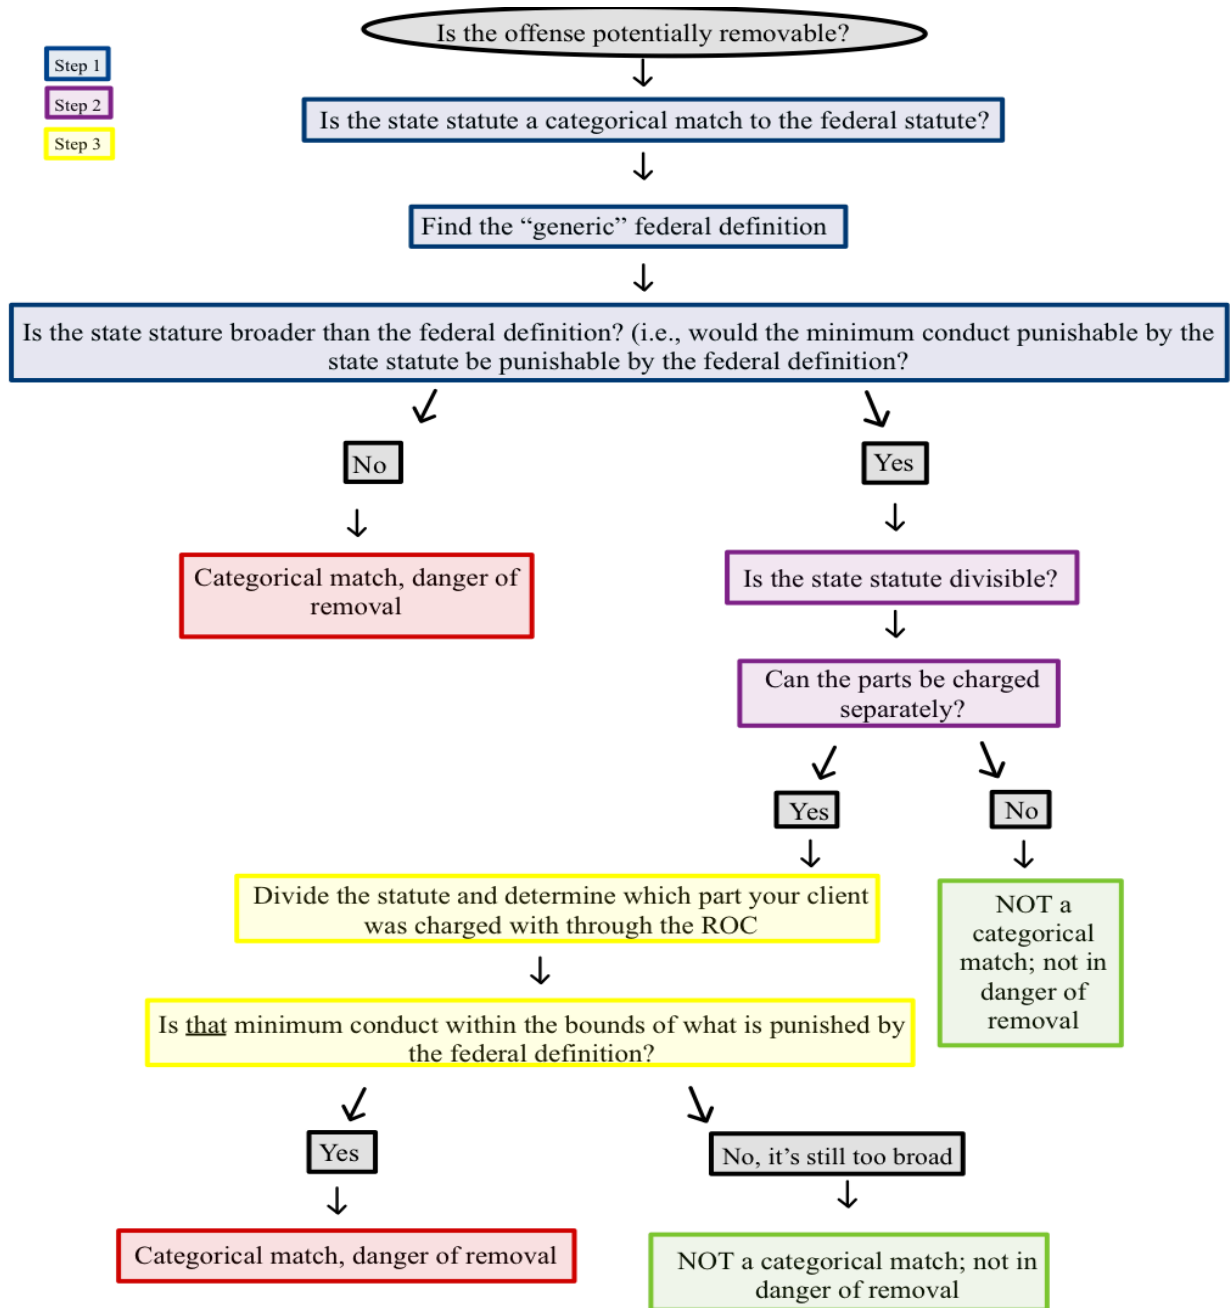 Is the offense potentially removable?
Step 1
Step 2
Step 3
Is the state statute a categorical match to the federal statute?
Find the “generic” federal definition
Is the state stature broader than the federal definition? (i.e., would the minimum conduct punishable by the
state statute be punishable by the federal definition?
No
Yes
Categorical match, danger of
removal
Is the state statute divisible?
Can the parts be charged
separately?
Yes
No
Divide the statute and determine which part your client
was charged with through the ROC
NOT a
categorical
match; not in
danger of
removal
Is that minimum conduct within the bounds of what is punished by
the federal definition?
Yes
No, it’s still too broad
Categorical match, danger of removal
NOT a categorical match; not in
danger of removal